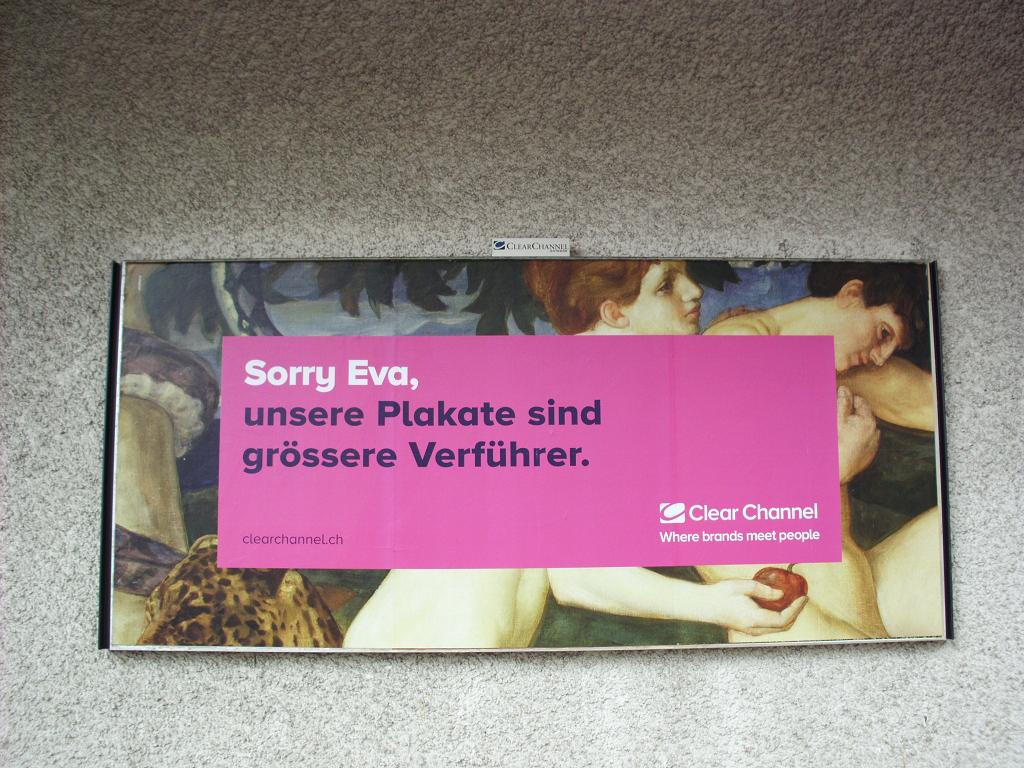 CLEARCHANNEL
Sorry Eva,
unsere Plakate sind
grössere Verführer.
Clear Channel
Where brands meet people
clearchannel.ch